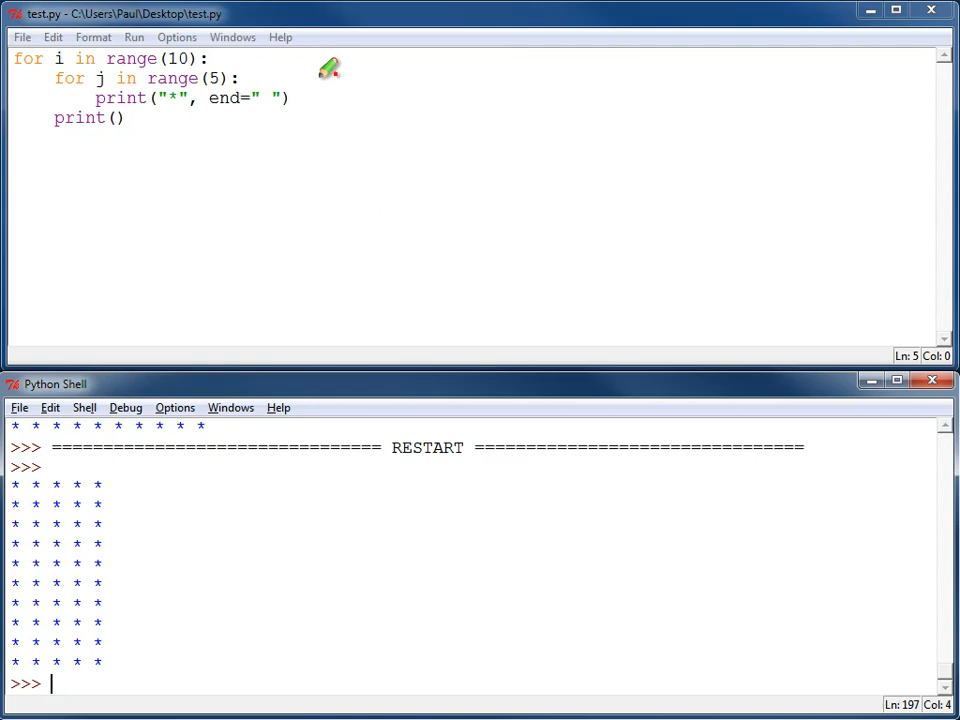 test.py - C:\Users\Paul\Desktop\test.py
File Edit Format Run Options Windows Help
for i in range(10):
    for j in range(5):
        print("*", end=" ")
    print()
Ln: 5 Col: 0
Python Shell
File Edit Shell Debug Options Windows Help
* * * * * * * * * *
>>> ================================ RESTART ================================
>>>
* * * * *
* * * * *
* * * * *
* * * * *
* * * * *
* * * * *
* * * * *
* * * * *
* * * * *
* * * * *
>>>
Ln: 197 Col: 4